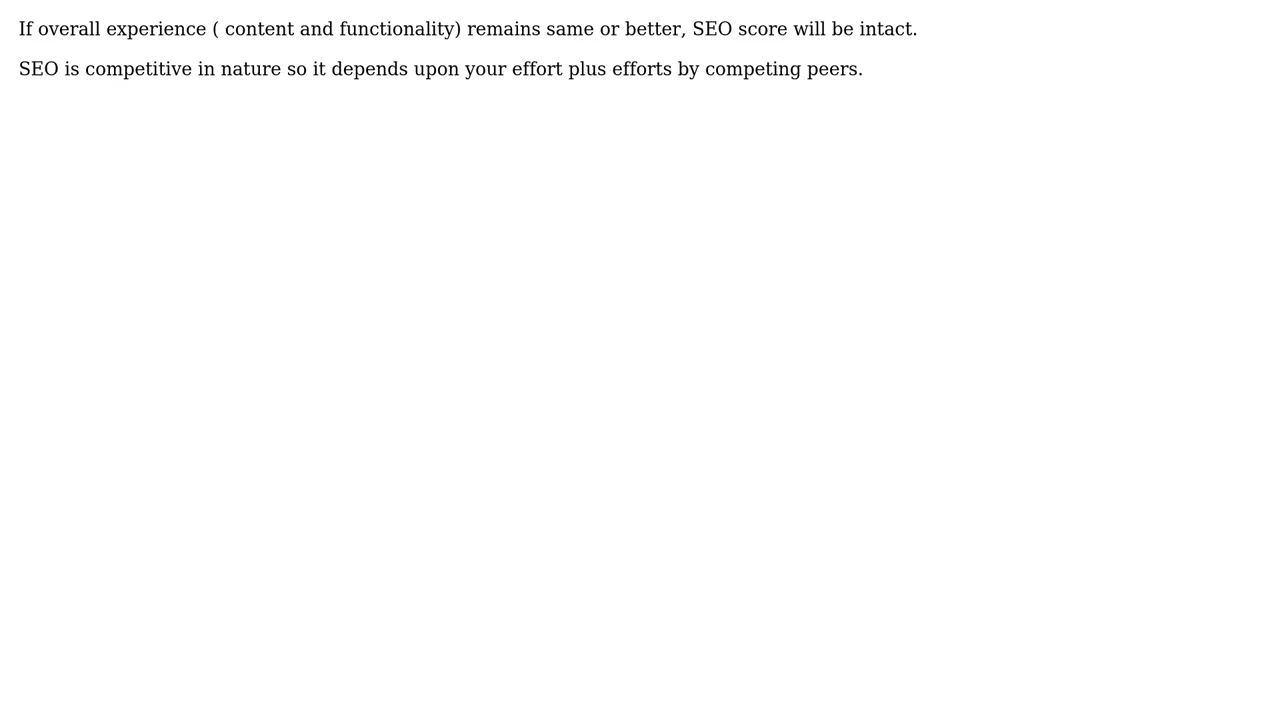 If overall experience ( content and functionality) remains same or better, SEO score will be intact.
SEO is competitive in nature so it depends upon your effort plus efforts by competing peers.